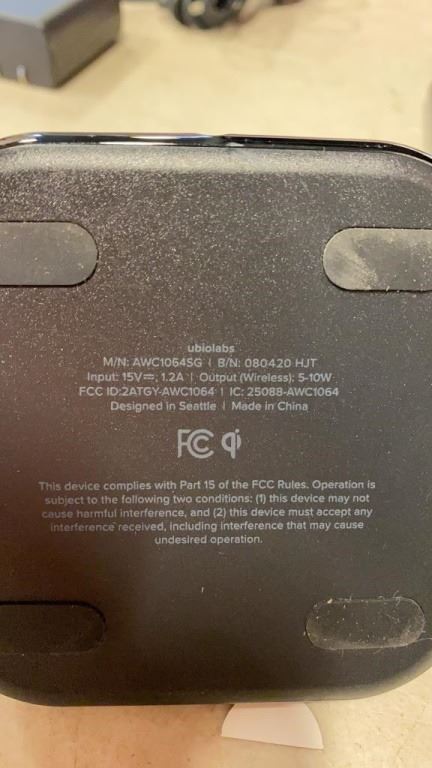 ubiolabs
M/N: AWC1064SG | B/N: 080420 HJT
Input: 15V⎓, 1.2A | Output (Wireless): 5-10W
FCC ID:2ATGY-AWC1064 | IC: 25088-AWC1064
Designed in Seattle | Made in China
FC qi
This device complies with Part 15 of the FCC Rules. Operation is
subject to the following two conditions: (1) this device may not
cause harmful interference, and (2) this device must accept any
interference received, including interference that may cause
undesired operation.